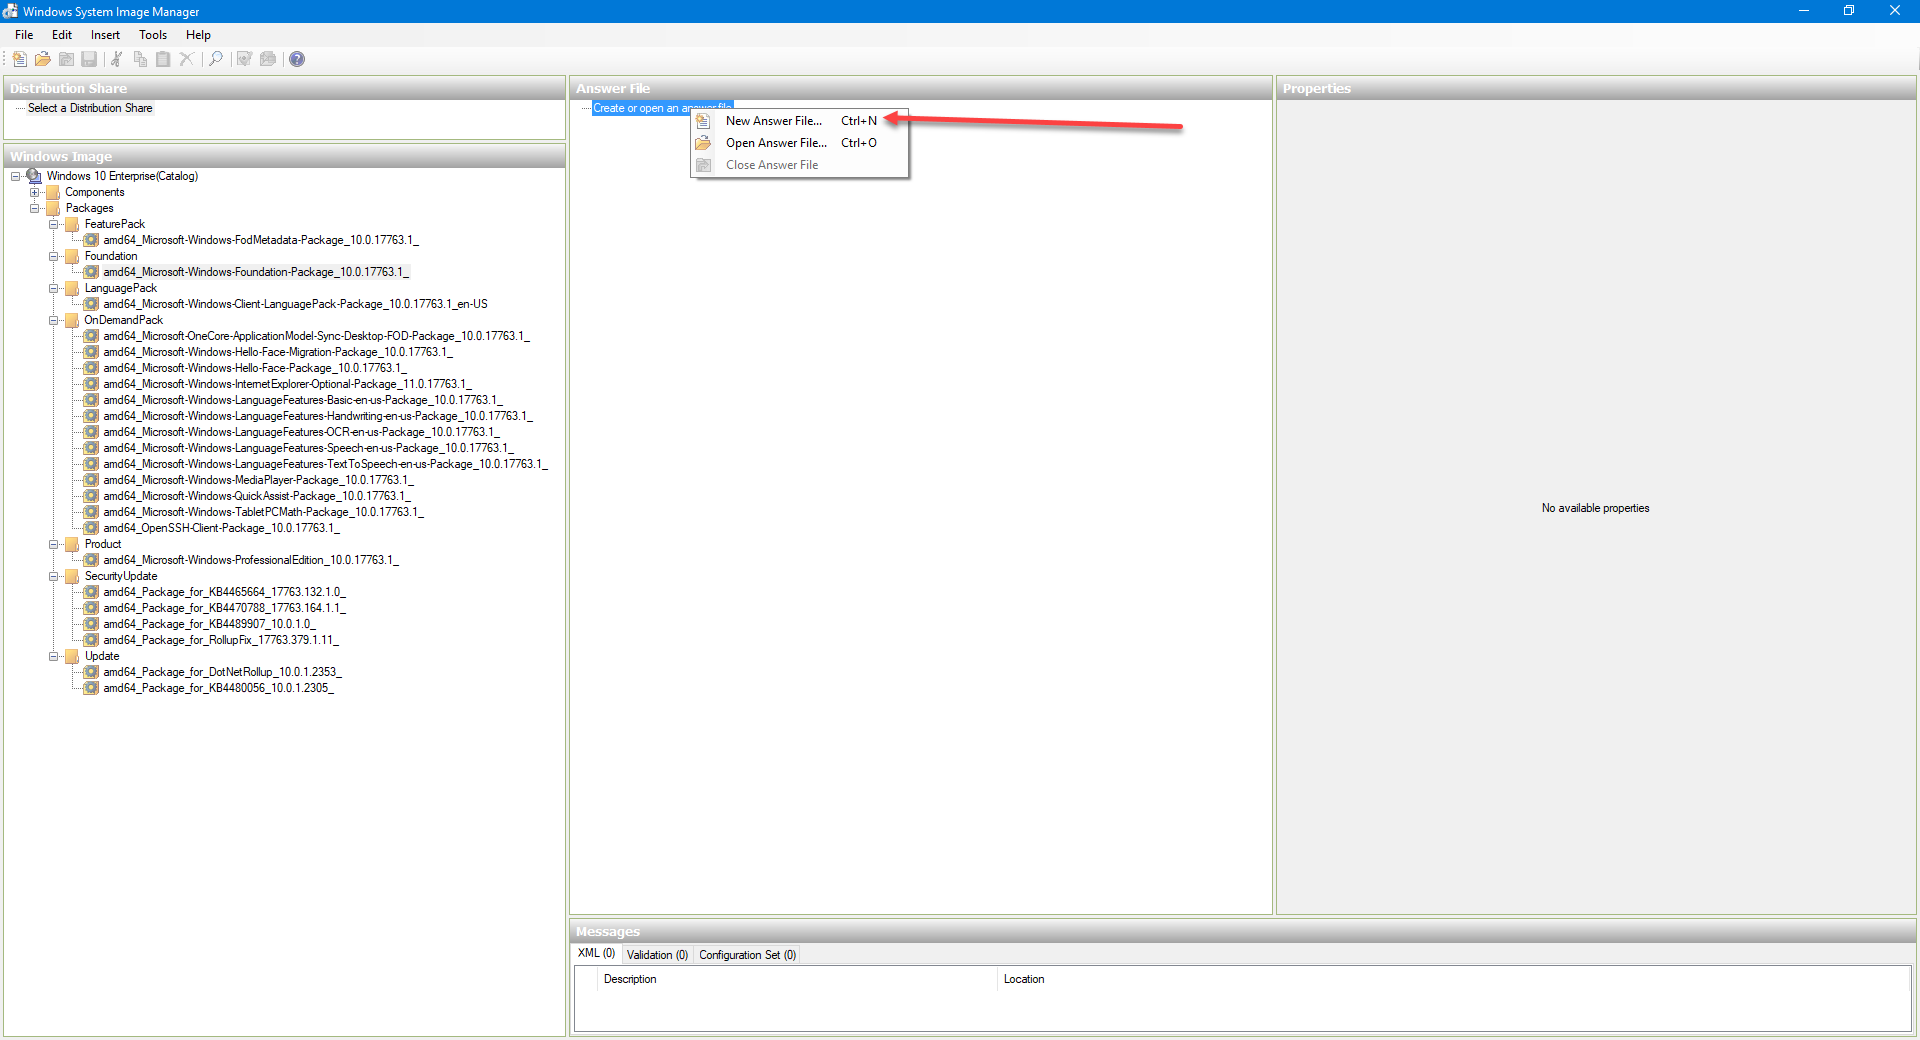 Windows System Image Manager
File Edit Insert Tools Help
Distribution Share
Select a Distribution Share
Windows Image
Windows 10 Enterprise(Catalog)
Components
Packages
FeaturePack
amd64_Microsoft-Windows-FodMetadata-Package_10.0.17763.1_
Foundation
amd64_Microsoft-Windows-Foundation-Package_10.0.17763.1_
LanguagePack
amd64_Microsoft-Windows-Client-LanguagePack-Package_10.0.17763.1_en-US
OnDemandPack
amd64_Microsoft-OneCore-ApplicationModel-Sync-Desktop-FOD-Package_10.0.17763.1_
amd64_Microsoft-Windows-Hello-Face-Migration-Package_10.0.17763.1_
amd64_Microsoft-Windows-Hello-Face-Package_10.0.17763.1_
amd64_Microsoft-Windows-InternetExplorer-Optional-Package_11.0.17763.1_
amd64_Microsoft-Windows-LanguageFeatures-Basic-en-us-Package_10.0.17763.1_
amd64_Microsoft-Windows-LanguageFeatures-Handwriting-en-us-Package_10.0.17763.1_
amd64_Microsoft-Windows-LanguageFeatures-OCR-en-us-Package_10.0.17763.1_
amd64_Microsoft-Windows-LanguageFeatures-Speech-en-us-Package_10.0.17763.1_
amd64_Microsoft-Windows-LanguageFeatures-TextToSpeech-en-us-Package_10.0.17763.1_
amd64_Microsoft-Windows-MediaPlayer-Package_10.0.17763.1_
amd64_Microsoft-Windows-QuickAssist-Package_10.0.17763.1_
amd64_Microsoft-Windows-TabletPCMath-Package_10.0.17763.1_
amd64_OpenSSH-Client-Package_10.0.17763.1_
Product
amd64_Microsoft-Windows-ProfessionalEdition_10.0.17763.1_
SecurityUpdate
amd64_Package_for_KB4465664_17763.132.1.0_
amd64_Package_for_KB4470788_17763.164.1.1_
amd64_Package_for_KB4489907_10.0.1.0_
amd64_Package_for_RollupFix_17763.379.1.11_
Update
amd64_Package_for_DotNetRollup_10.0.1.2353_
amd64_Package_for_KB4480056_10.0.1.2305_
Answer File
Create or open an answer file
New Answer File... Ctrl+N
Open Answer File... Ctrl+O
Close Answer File
Properties
No available properties
Messages
XML (0) Validation (0) Configuration Set (0)
Description Location